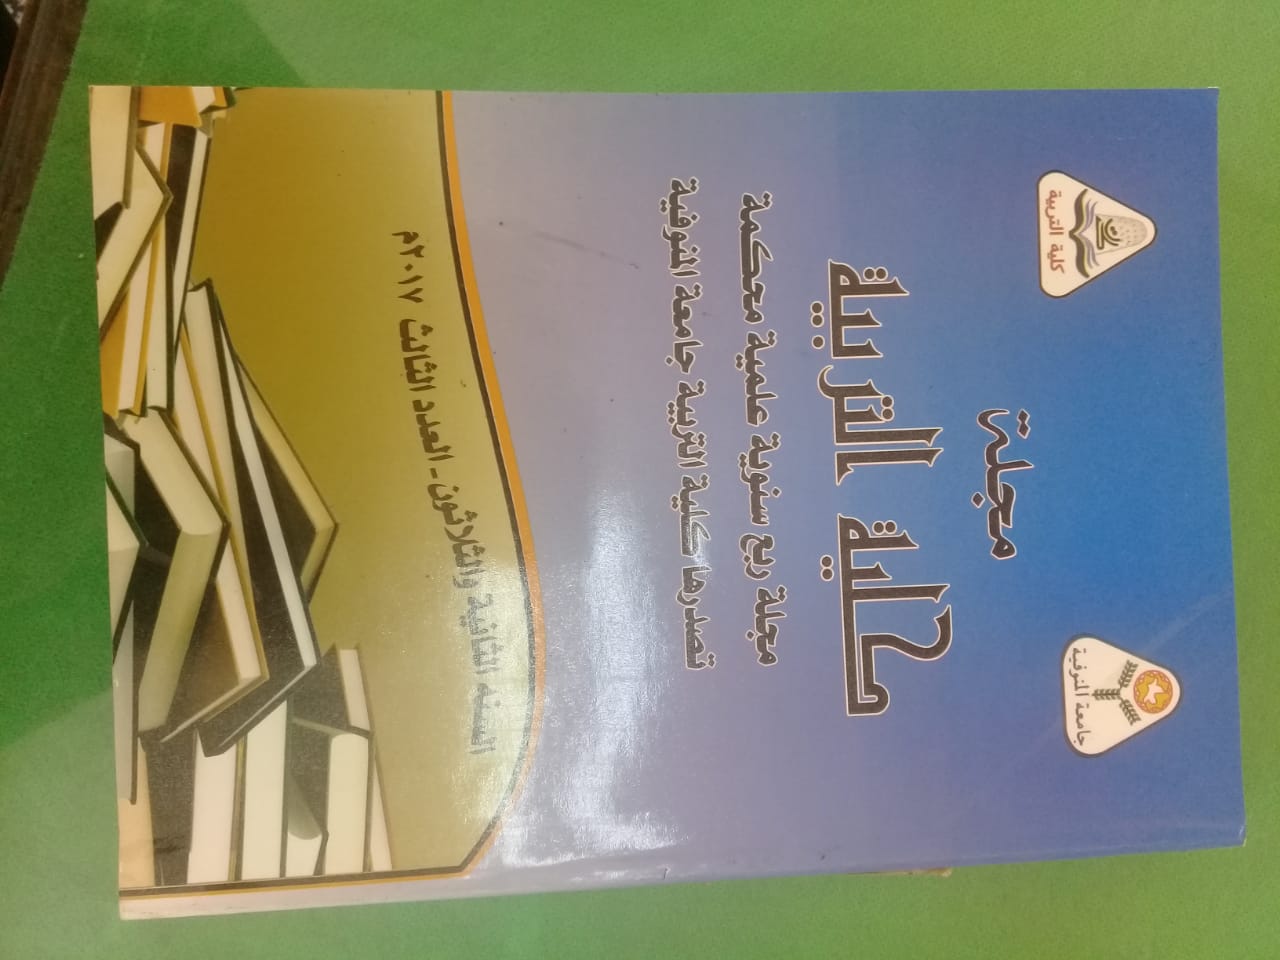 جامعة المنوفية
كلية التربية
مجلة
كلية التربية
مجلة ربع سنوية علمية محكمة
تصدرها كلية التربية جامعة المنوفية
السنه الثانية والثلاثون - العدد الثالث ٢٠١٧م